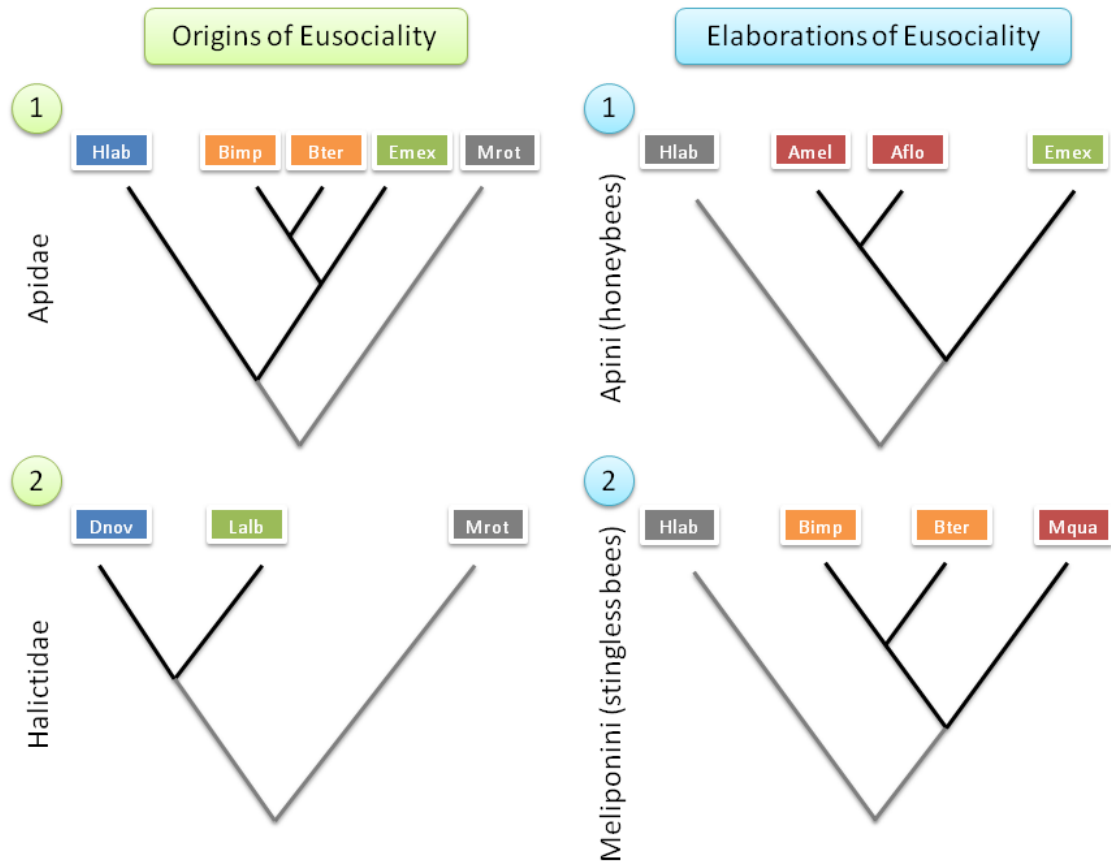 Origins of Eusociality
1
Hlab Bimp Bter Emex Mrot
Apidae
2
Dnov Lalb Mrot
Halictidae
Elaborations of Eusociality
1
Hlab Amel Aflo Emex
Apini (honeybees)
2
Hlab Bimp Bter Mqua
Meliponini (stingless bees)